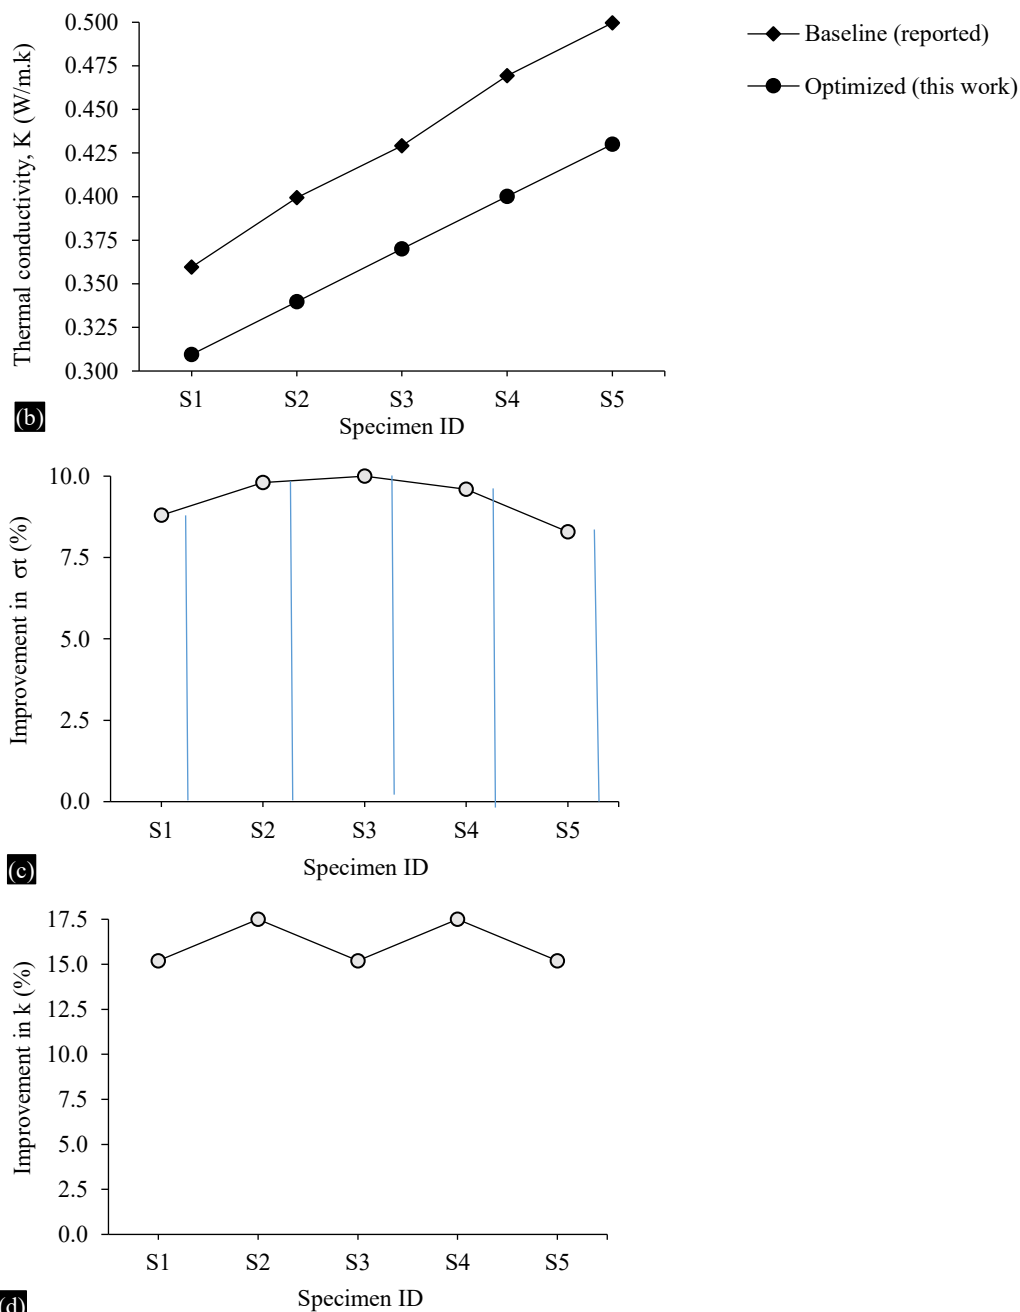 0.500
0.475
0.450
0.425
0.400
0.375
0.350
0.325
0.300
Thermal conductivity, K (W/m.k)
S1 S2 S3 S4 S5
Specimen ID
Baseline (reported)
Optimized (this work)
(b)
10.0
7.5
5.0
2.5
0.0
Improvement in σt (%)
S1 S2 S3 S4 S5
Specimen ID
(c)
17.5
15.0
12.5
10.0
7.5
5.0
2.5
0.0
Improvement in k (%)
S1 S2 S3 S4 S5
Specimen ID
(d)